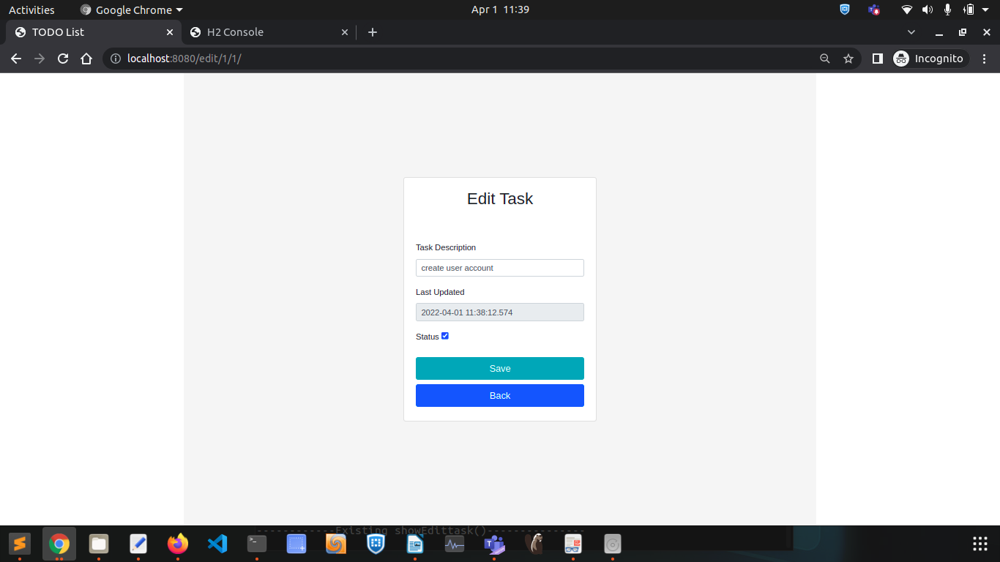 Activities
Google Chrome
Apr 1 11:39
TODO List
H2 Console
localhost:8080/edit/1/1/
Incognito
Edit Task
Task Description
create user account
Last Updated
2022-04-01 11:38:12.574
Status
Save
Back
------------Existing showEdittask()---------------